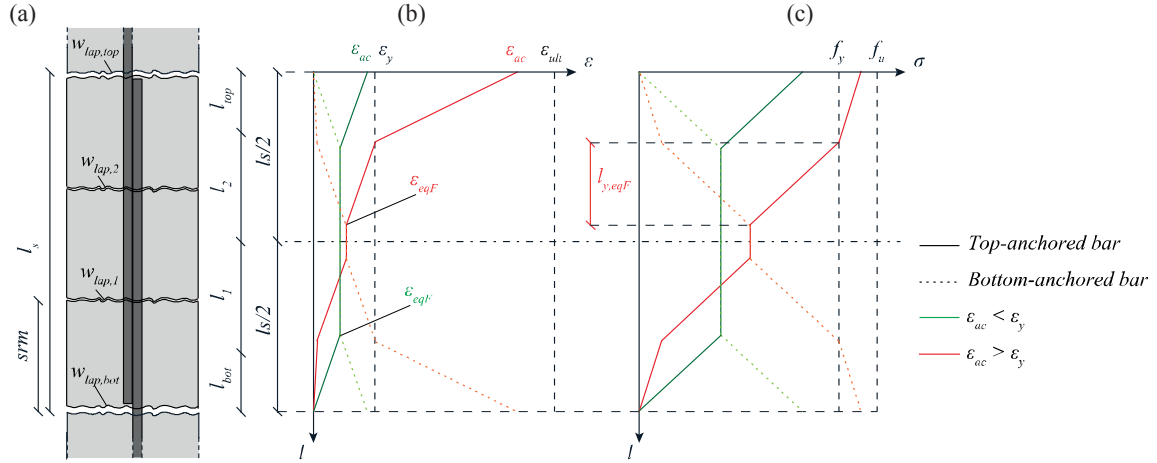 (a)
(b)
(c)
w_lap,top
w_lap,2
w_lap,1
w_lap,bot
l_s
srm
l_top
l_2
l_1
l_bot
ls/2
ls/2
ε_ac
ε_y
ε_ac
ε_ult
ε
ε_eqF
ε_eqF
l
f_y
f_u
σ
l_y,eqF
l
Top-anchored bar
Bottom-anchored bar
ε_ac < ε_y
ε_ac > ε_y